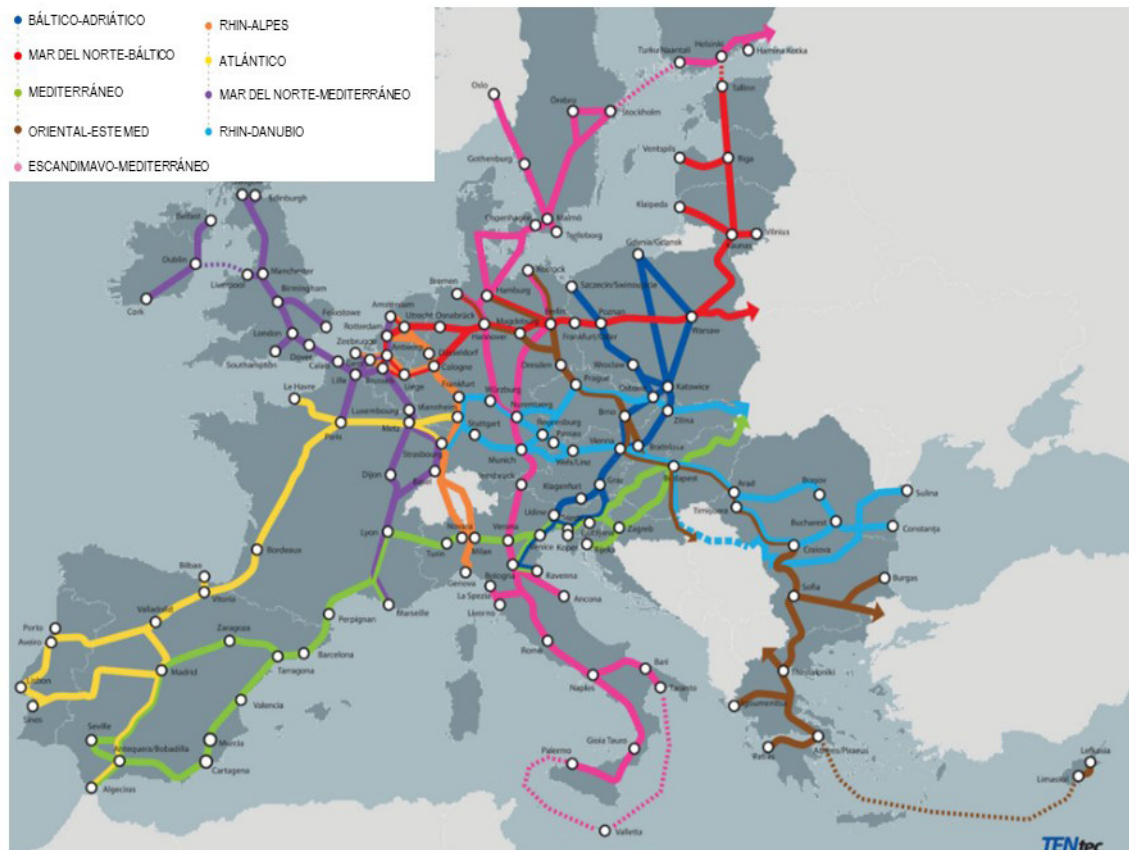 BÁLTICO-ADRIÁTICO
RHIN-ALPES
MAR DEL NORTE-BÁLTICO
ATLÁNTICO
MEDITERRÁNEO
MAR DEL NORTE-MEDITERRÁNEO
ORIENTAL-ESTE MED
RHIN-DANUBIO
ESCANDIMAVO-MEDITERRÁNEO
Helsinki
Turku/Naantali
Hamina Kotka
Oslo
Örebro
Stockholm
Tallinn
Gothenburg
Ventspils
Riga
Edinburgh
Klaipeda
Belfast
Malmö
Trelleborg
Vilnius
Kaunas
Gdynia/Gdansk
Dublin
Liverpool
Manchester
Rostock
Bremen
Hamburg
Szczecin/Swinoujscie
Birmingham
Cork
Felixstowe
Amsterdam
Utrecht
Osnabrück
Magdeburg
Berlin
Poznan
Rotterdam
Hannover
Frankfurt/Oder
Warsaw
London
Zeebrugge
Antwerp
Düsseldorf
Southampton
Dover
Calais
Cologne
Dresden
Wroclaw
Lille
Brussels
Liege
Frankfurt
Prague
Ostrava
Katowice
Le Havre
Würzburg
Luxembourg
Mannheim
Nuremberg
Brno
Zilina
Paris
Metz
Stuttgart
Regensburg
Passau
Strasbourg
Vienna
Bratislava
Munich
Wels/Linz
Dijon
Basel
Innsbruck
Budapest
Klagenfurt
Graz
Arad
Brasov
Sulina
Udine
Timişoara
Lyon
Novara
Verona
Ljubljana
Zagreb
Bucharest
Constanţa
Turin
Milan
Venice
Koper
Rijeka
Craiova
Bordeaux
Bologna
Ravenna
Genova
Sofia
Burgas
Bilbao
La Spezia
Ancona
Vitoria
Marseille
Livorno
Porto
Valladolid
Perpignan
Aveiro
Zaragoza
Rome
Barcelona
Madrid
Tarragona
Bari
Thessaloniki
Lisbon
Naples
Taranto
Sines
Valencia
Igoumenitsa
Seville
Murcia
Gioia Tauro
Patras
Athens/Piraeus
Antequera/Bobadilla
Palermo
Lefkosia
Cartagena
Limassol
Algeciras
Valletta
TENtec